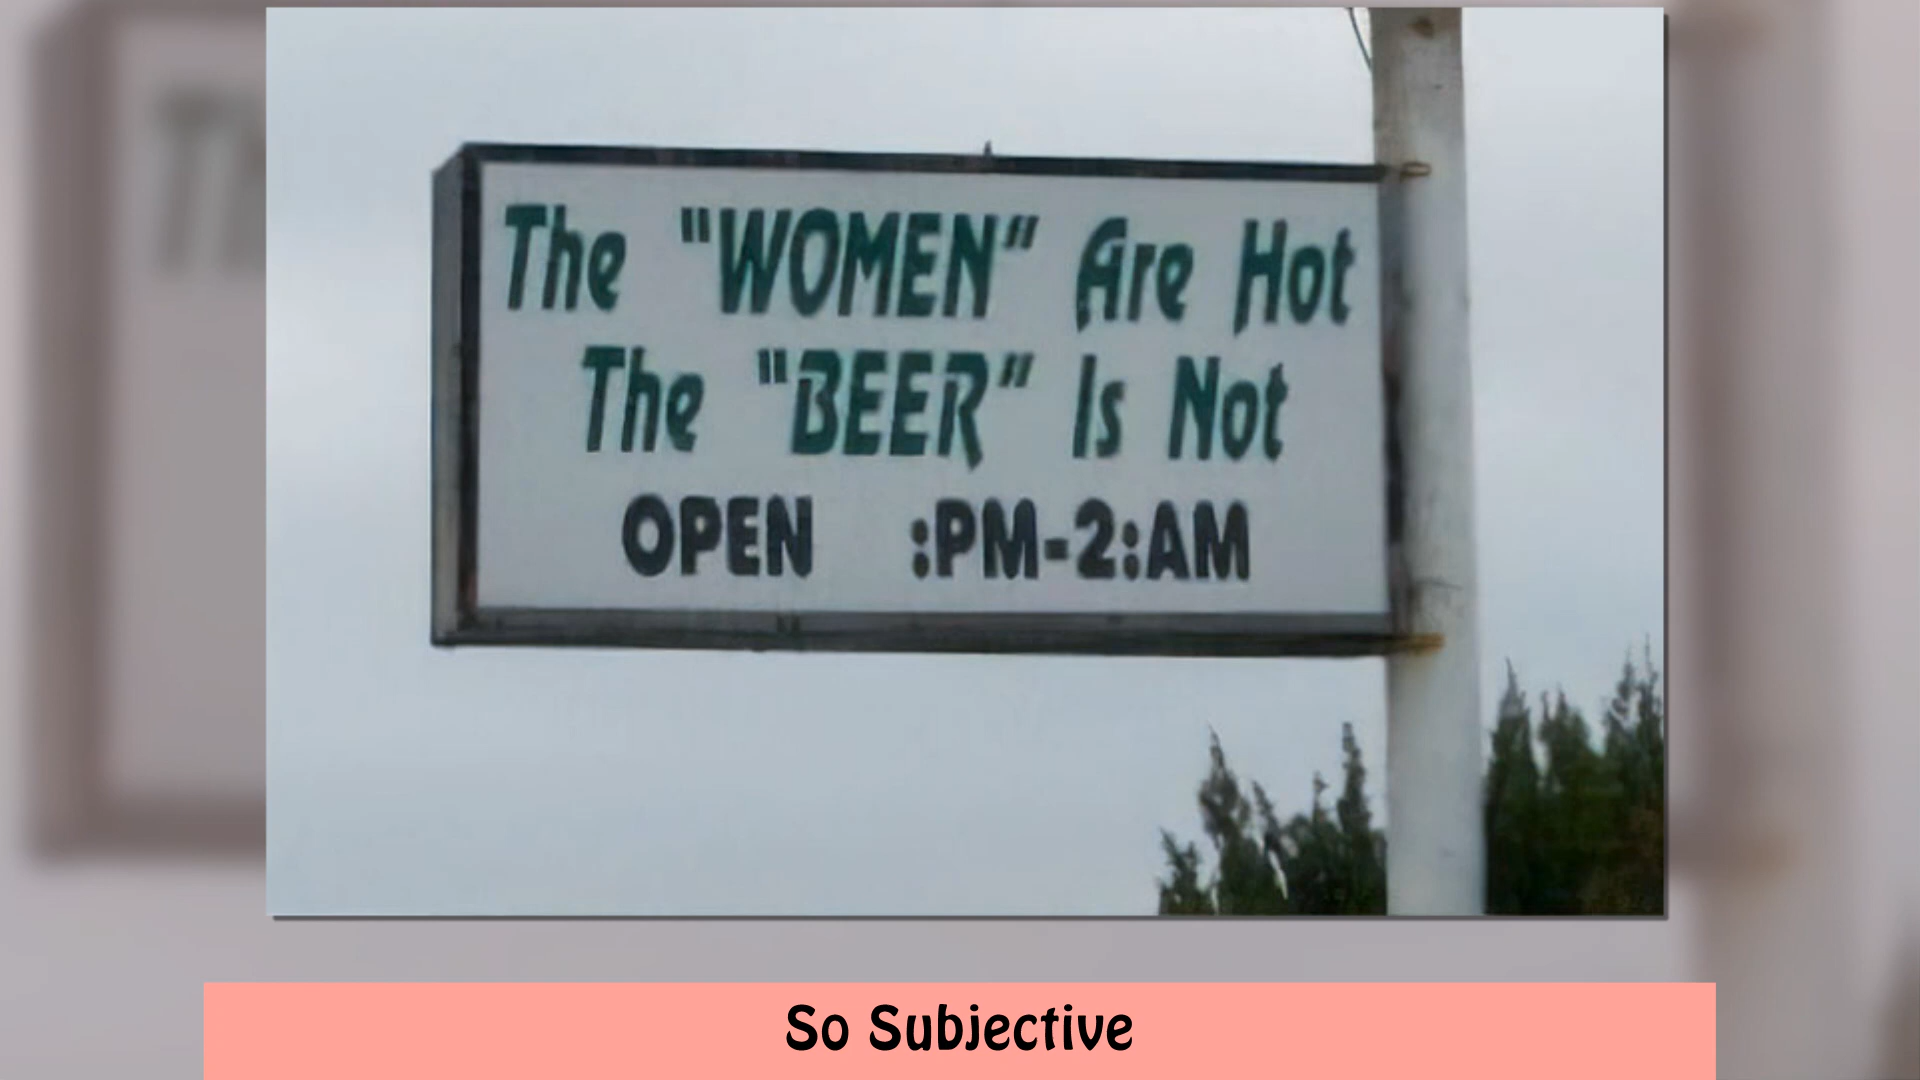 The "WOMEN" Are Hot
The "BEER" Is Not
OPEN :PM-2:AM
So Subjective